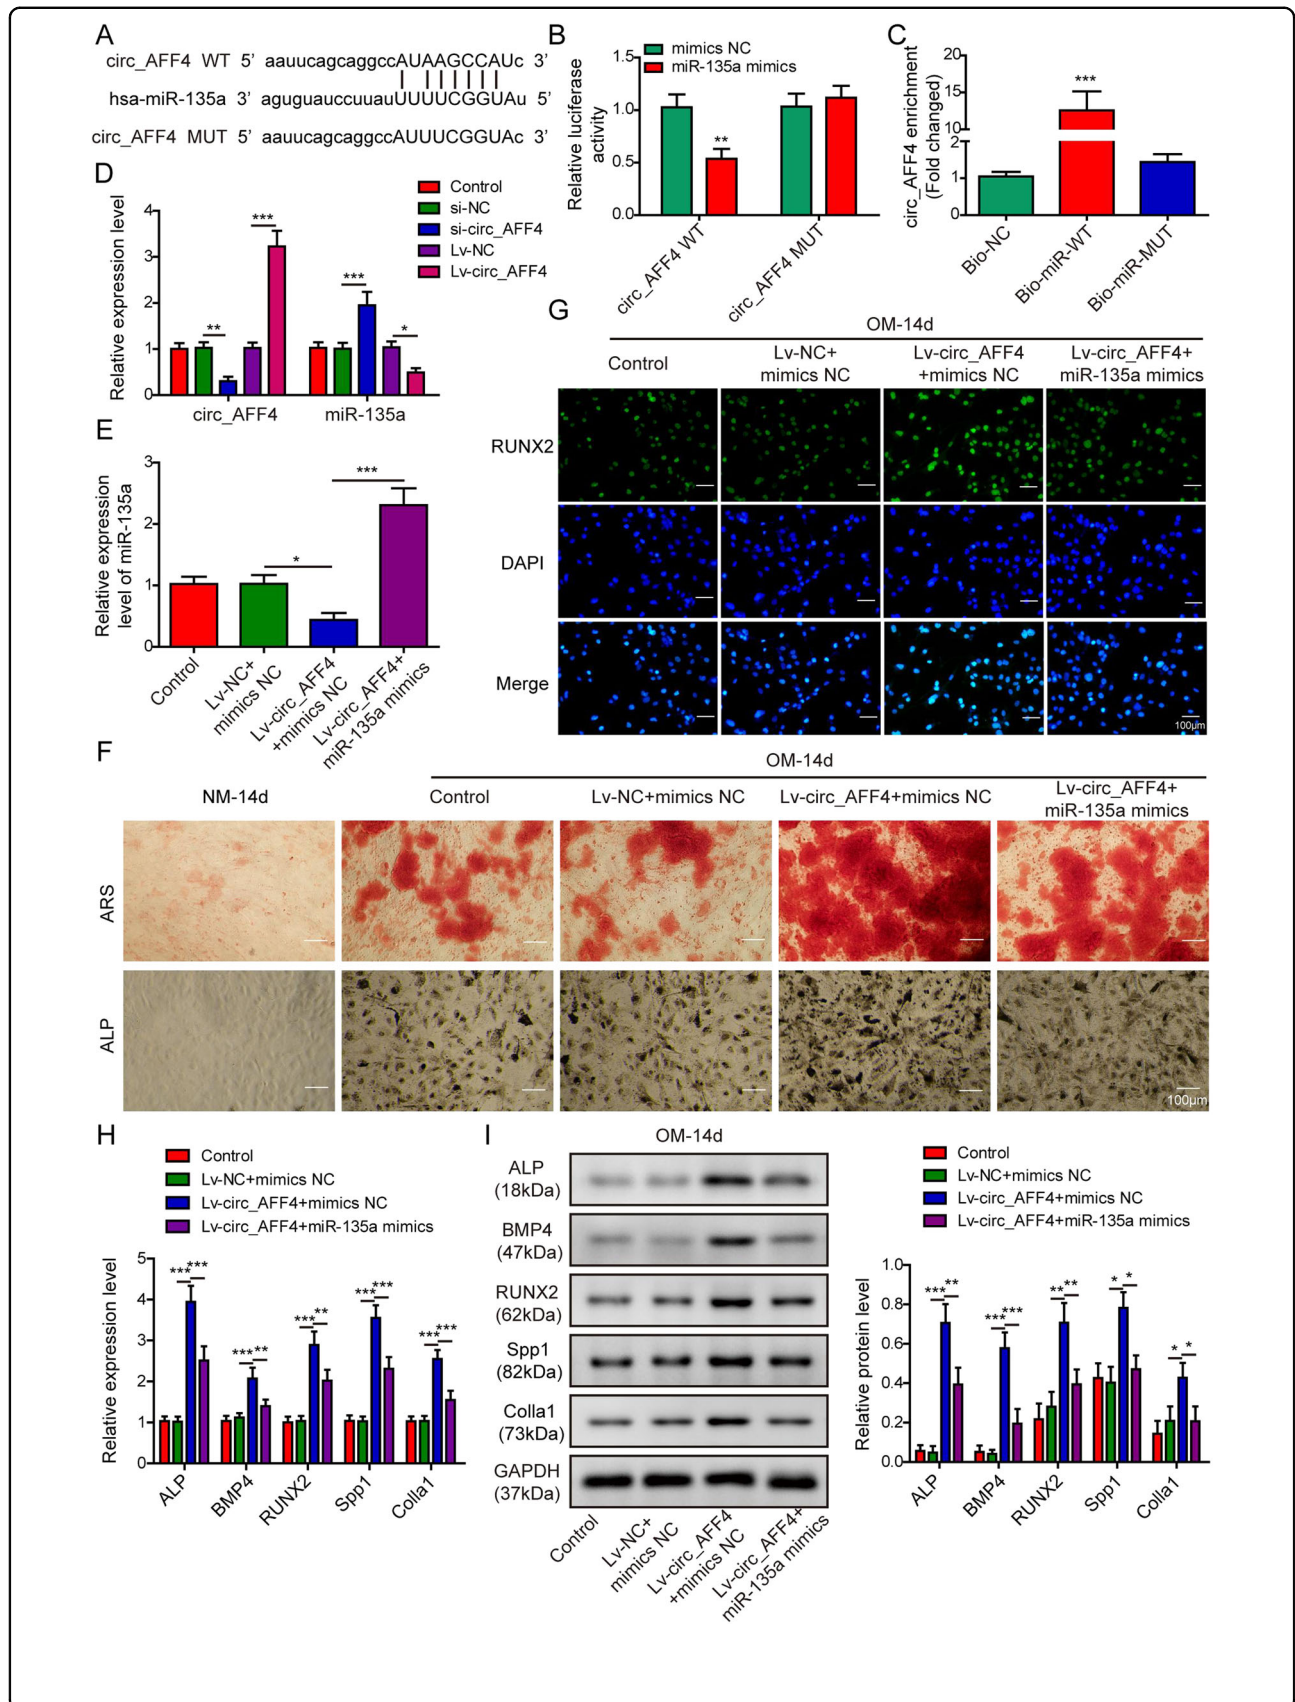 A
circ_AFF4 WT 5’ aauucagcaggccAUAAGCCAUc 3’
hsa-miR-135a 3’ aguguauccuuauUUUUCGGUAu 5’
circ_AFF4 MUT 5’ aauucagcaggccAUUUCGGUAc 3’
B
mimics NC
miR-135a mimics
Relative luciferase
activity
1.5
1.0
0.5
0.0
**
circ_AFF4 WT
circ_AFF4 MUT
C
circ_AFF4 enrichment
(Fold changed)
20
15
10
2
1
0
***
Bio-NC
Bio-miR-WT
Bio-miR-MUT
D
Control
si-NC
si-circ_AFF4
Lv-NC
Lv-circ_AFF4
Relative expression level
4
3
2
1
0
**
***
***
*
circ_AFF4
miR-135a
E
Relative expression
level of miR-135a
3
2
1
0
*
***
Control
Lv-NC+
mimics NC
Lv-circ_AFF4
+mimics NC
Lv-circ_AFF4+
miR-135a mimics
G
OM-14d
Control
Lv-NC+
mimics NC
Lv-circ_AFF4
+mimics NC
Lv-circ_AFF4+
miR-135a mimics
RUNX2
DAPI
Merge
100μm
F
OM-14d
NM-14d
Control
Lv-NC+mimics NC
Lv-circ_AFF4+mimics NC
Lv-circ_AFF4+
miR-135a mimics
ARS
ALP
100μm
H
Control
Lv-NC+mimics NC
Lv-circ_AFF4+mimics NC
Lv-circ_AFF4+miR-135a mimics
Relative expression level
5
4
3
2
1
0
*** ***
*** **
*** **
*** ***
*** ***
ALP
BMP4
RUNX2
Spp1
Colla1
I
OM-14d
ALP
(18kDa)
BMP4
(47kDa)
RUNX2
(62kDa)
Spp1
(82kDa)
Colla1
(73kDa)
GAPDH
(37kDa)
Control
Lv-NC+
mimics NC
Lv-circ_AFF4
+mimics NC
Lv-circ_AFF4+
miR-135a mimics
Control
Lv-NC+mimics NC
Lv-circ_AFF4+mimics NC
Lv-circ_AFF4+miR-135a mimics
Relative protein level
1.0
0.8
0.6
0.4
0.2
0.0
*** **
*** ***
** **
* *
* *
ALP
BMP4
RUNX2
Spp1
Colla1